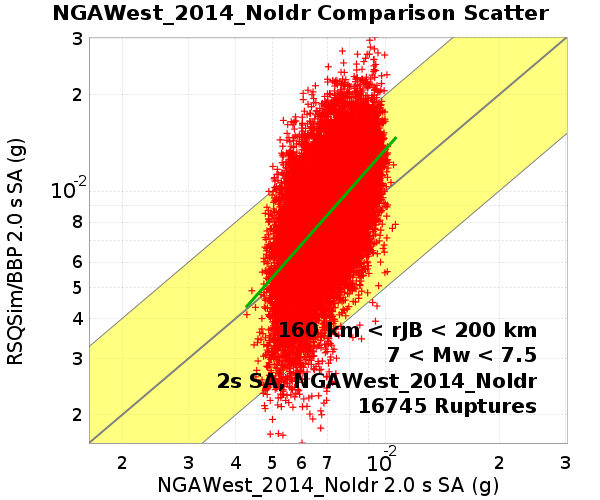 NGAWest_2014_NoIdr Comparison Scatter
3
2
10-2
8
6
5
4
3
2
RSQSim/BBP 2.0 s SA (g)
160 km < rJB < 200 km
7 < Mw < 7.5
2s SA, NGAWest_2014_NoIdr
16745 Ruptures
2 3 4 5 6 7 10-2 2 3
NGAWest_2014_NoIdr 2.0 s SA (g)